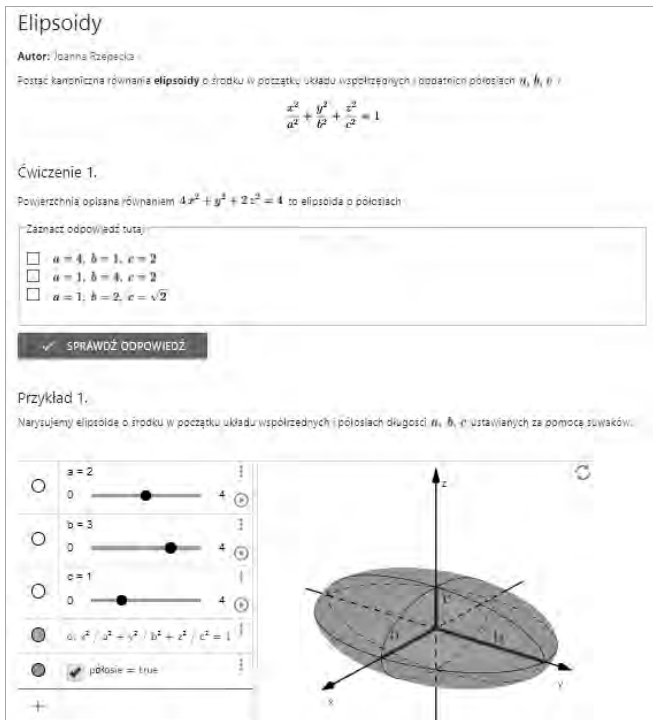 Elipsoidy
Autor: Joanna Rzepecka
Postać kanoniczna równania elipsoidy o środku w początku układu współrzędnych i dodatnich półosiach a, b, c :
x²/a² + y²/b² + z²/c² = 1
Ćwiczenie 1.
Powierzchnia opisana równaniem 4 x² + y² + 2 z² = 4 to elipsoida o półosiach
Zaznacz odpowiedź tutaj
a = 4, b = 1, c = 2
a = 1, b = 4, c = 2
a = 1, b = 2, c = √2
SPRAWDŹ ODPOWIEDŹ
Przykład 1.
Narysujemy elipsoidę o środku w początku układu współrzędnych i półosiach długości a, b, c ustawianych za pomocą suwaków.
a = 2
0 4
b = 3
0 4
c = 1
0 4
x² / a² + y² / b² + z² / c² = 1
półosie = true
+
z
c
a
b
x
y